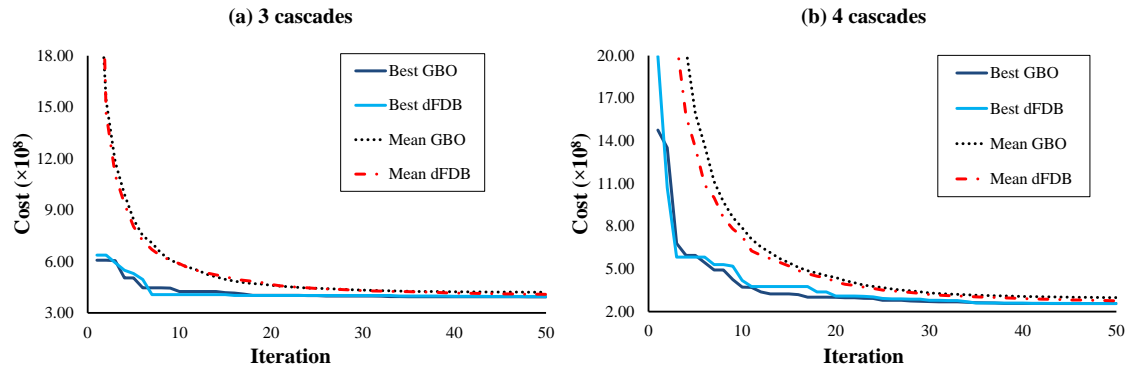 (a) 3 cascades
Cost (×10⁸)
18.00
15.00
12.00
9.00
6.00
3.00
0
10
20
30
40
50
Iteration
Best GBO
Best dFDB
Mean GBO
Mean dFDB
(b) 4 cascades
Cost (×10⁸)
20.00
17.00
14.00
11.00
8.00
5.00
2.00
0
10
20
30
40
50
Iteration
Best GBO
Best dFDB
Mean GBO
Mean dFDB